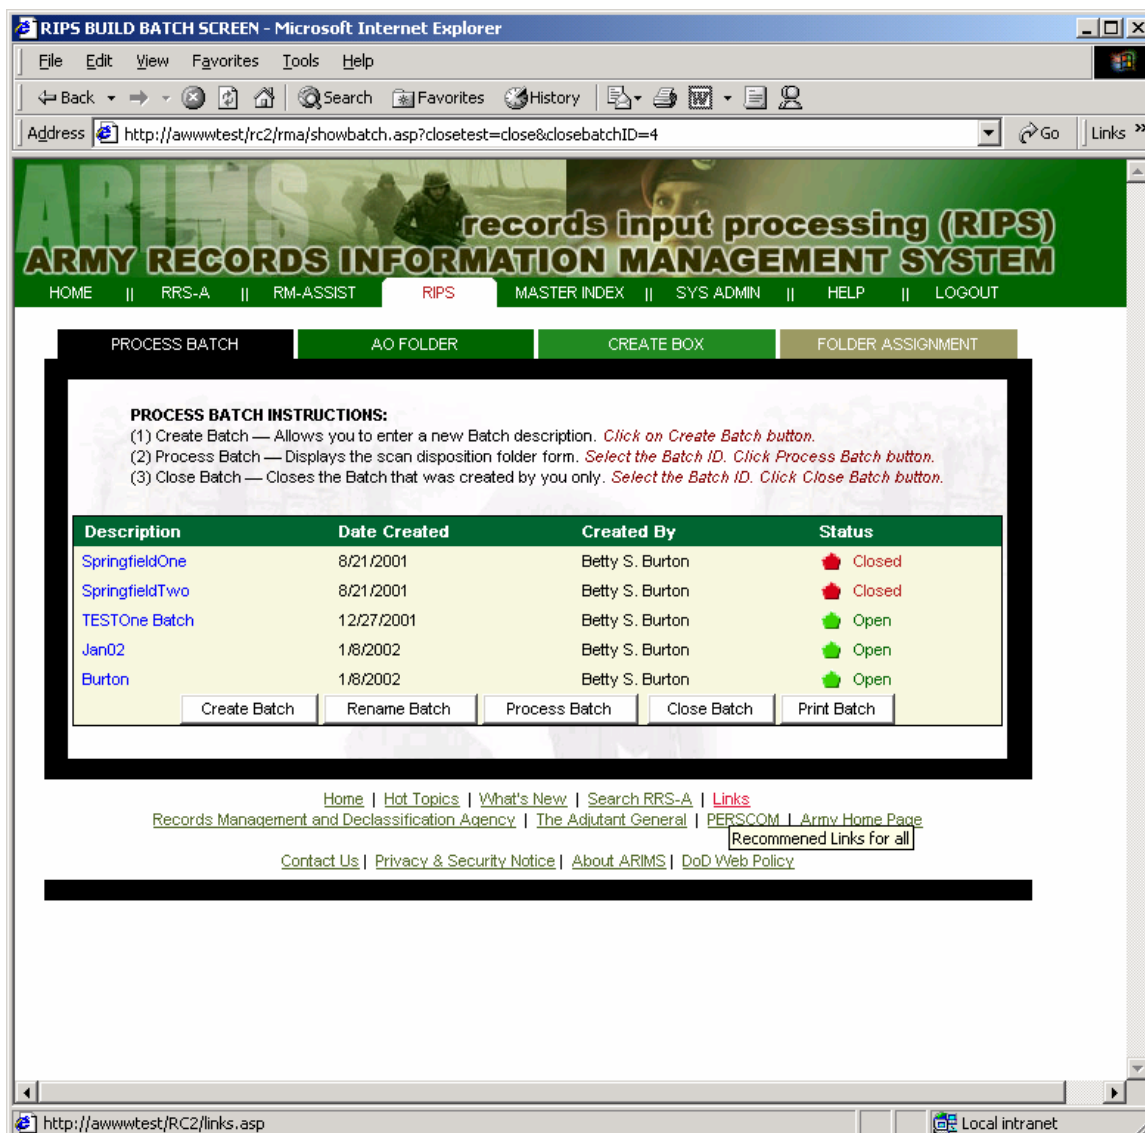 RIPS BUILD BATCH SCREEN - Microsoft Internet Explorer
File Edit View Favorites Tools Help
Back Search Favorites History
Address http://awwwtest/rc2/rma/showbatch.asp?closetest=close&closebatchID=4 Go Links »
ARIMS
records input processing (RIPS)
ARMY RECORDS INFORMATION MANAGEMENT SYSTEM
HOME || RRS-A || RM-ASSIST RIPS MASTER INDEX || SYS ADMIN || HELP || LOGOUT
PROCESS BATCH AO FOLDER CREATE BOX FOLDER ASSIGNMENT
PROCESS BATCH INSTRUCTIONS:
(1) Create Batch — Allows you to enter a new Batch description. Click on Create Batch button.
(2) Process Batch — Displays the scan disposition folder form. Select the Batch ID. Click Process Batch button.
(3) Close Batch — Closes the Batch that was created by you only. Select the Batch ID. Click Close Batch button.
Description Date Created Created By Status
SpringfieldOne 8/21/2001 Betty S. Burton Closed
SpringfieldTwo 8/21/2001 Betty S. Burton Closed
TESTOne Batch 12/27/2001 Betty S. Burton Open
Jan02 1/8/2002 Betty S. Burton Open
Burton 1/8/2002 Betty S. Burton Open
Create Batch Rename Batch Process Batch Close Batch Print Batch
Home | Hot Topics | What's New | Search RRS-A | Links
Records Management and Declassification Agency | The Adjutant General | PERSCOM | Army Home Page
Recommened Links for all
Contact Us | Privacy & Security Notice | About ARIMS | DoD Web Policy
http://awwwtest/RC2/links.asp Local intranet